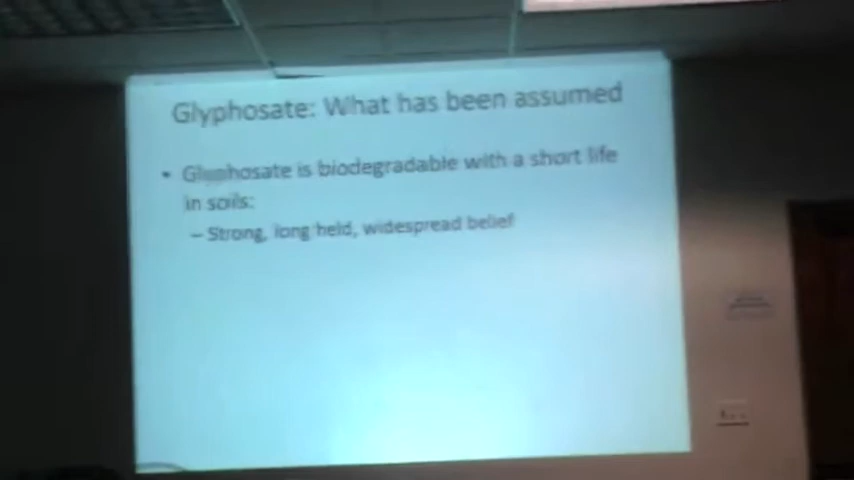 Glyphosate: What has been assumed
• Glyphosate is biodegradable with a short life
in soils:
– Strong, long held, widespread belief